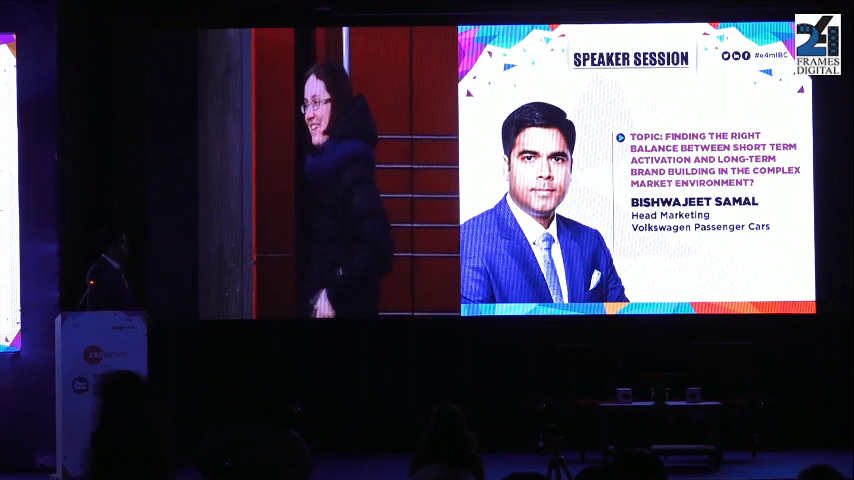 SPEAKER SESSION
#e4mIBC
24
FRAMES
DIGITAL
TOPIC: FINDING THE RIGHT
BALANCE BETWEEN SHORT TERM
ACTIVATION AND LONG-TERM
BRAND BUILDING IN THE COMPLEX
MARKET ENVIRONMENT?
BISHWAJEET SAMAL
Head Marketing
Volkswagen Passenger Cars
ZEE NEWS